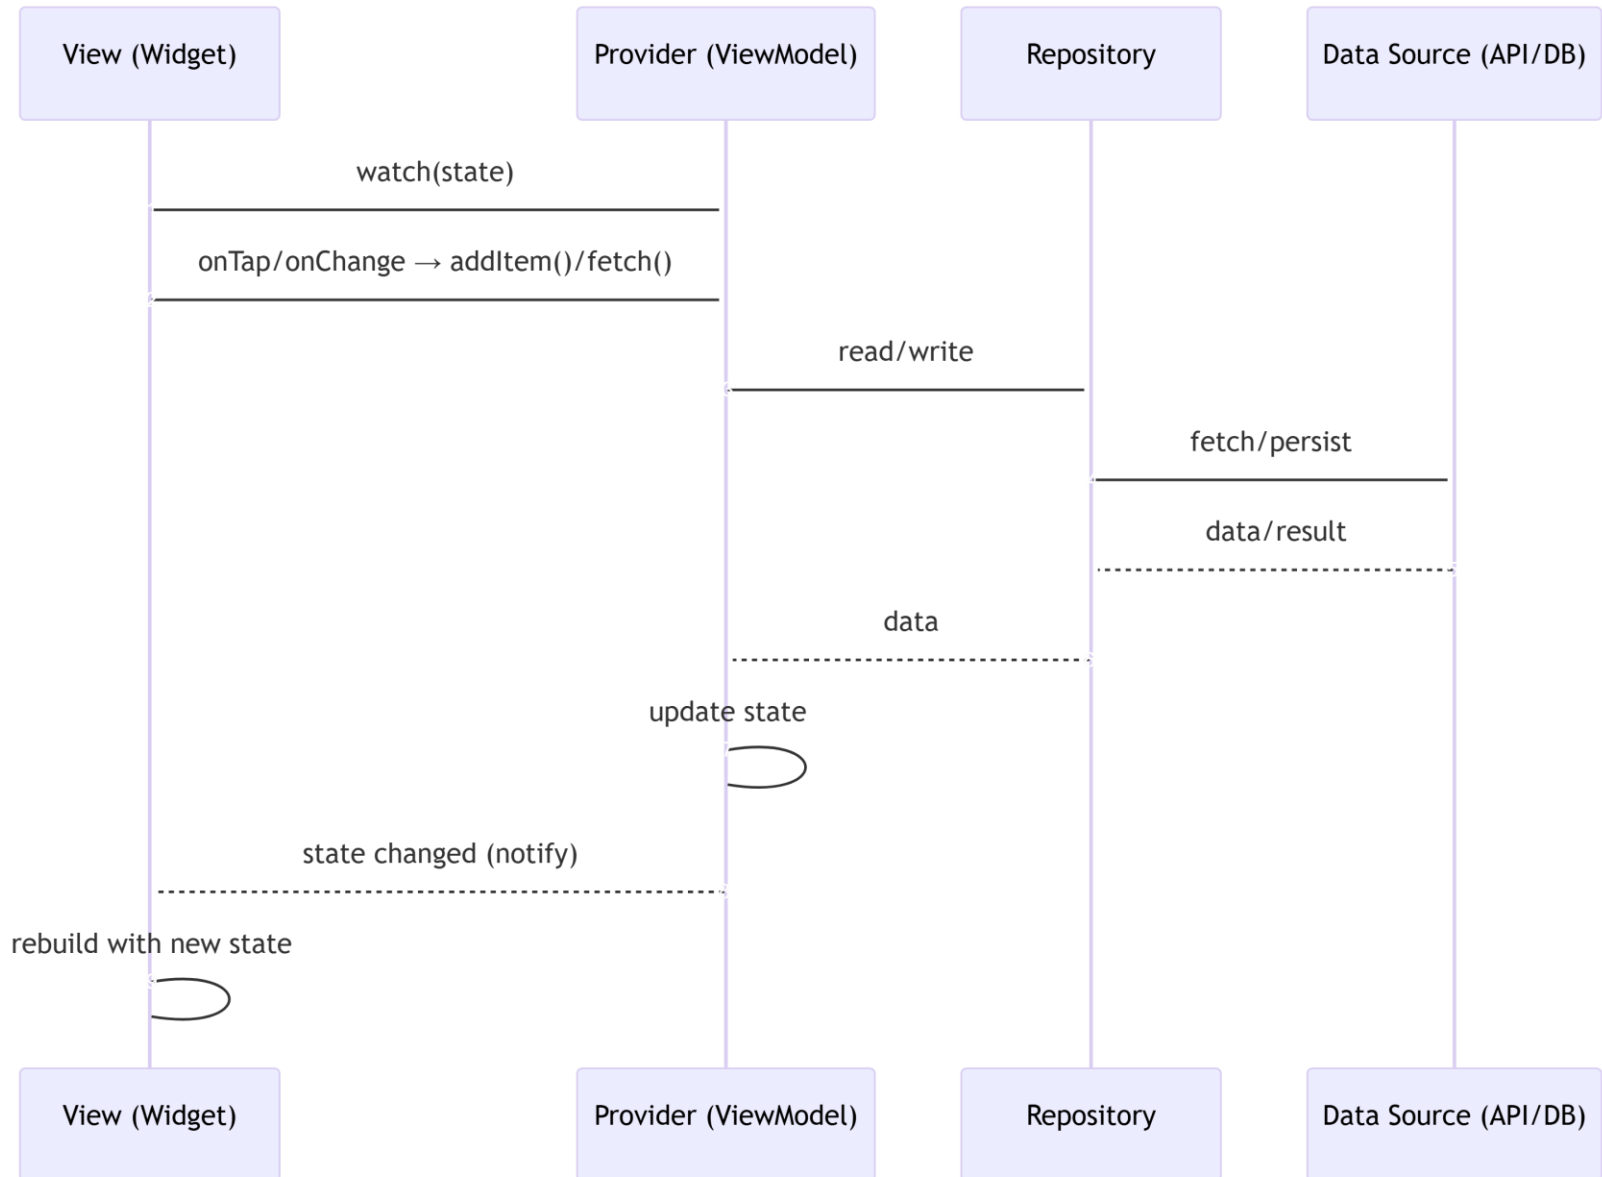 View (Widget)
Provider (ViewModel)
Repository
Data Source (API/DB)
watch(state)
onTap/onChange → addItem()/fetch()
read/write
fetch/persist
data/result
data
update state
state changed (notify)
rebuild with new state
View (Widget)
Provider (ViewModel)
Repository
Data Source (API/DB)